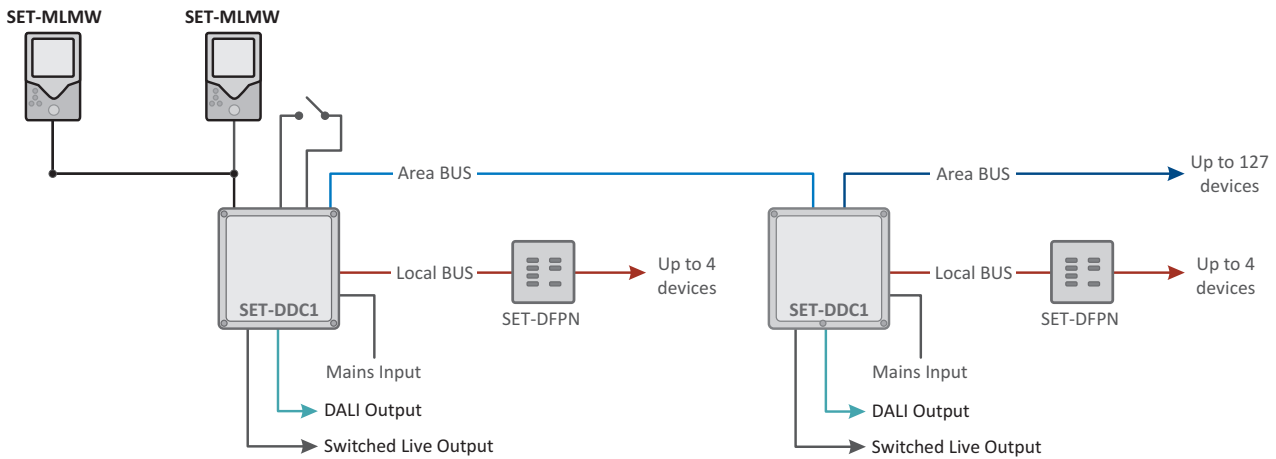 SET-MLMW
SET-MLMW
Area BUS
Area BUS
Up to 127
devices
Local BUS
Up to 4
devices
Local BUS
Up to 4
devices
SET-DDC1
SET-DFPN
SET-DDC1
SET-DFPN
Mains Input
Mains Input
DALI Output
DALI Output
Switched Live Output
Switched Live Output